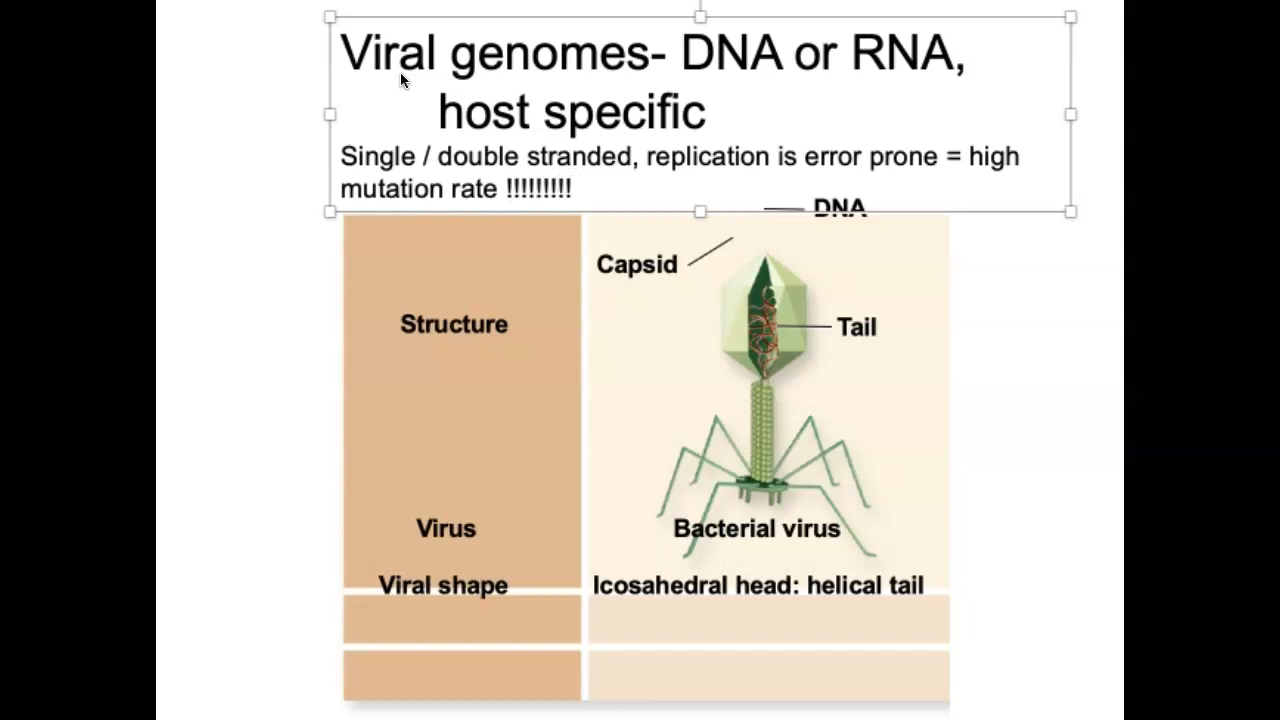 Viral genomes- DNA or RNA,
host specific
Single / double stranded, replication is error prone = high
mutation rate !!!!!!!!!
DNA
Capsid
Structure
Tail
Virus
Bacterial virus
Viral shape
Icosahedral head: helical tail